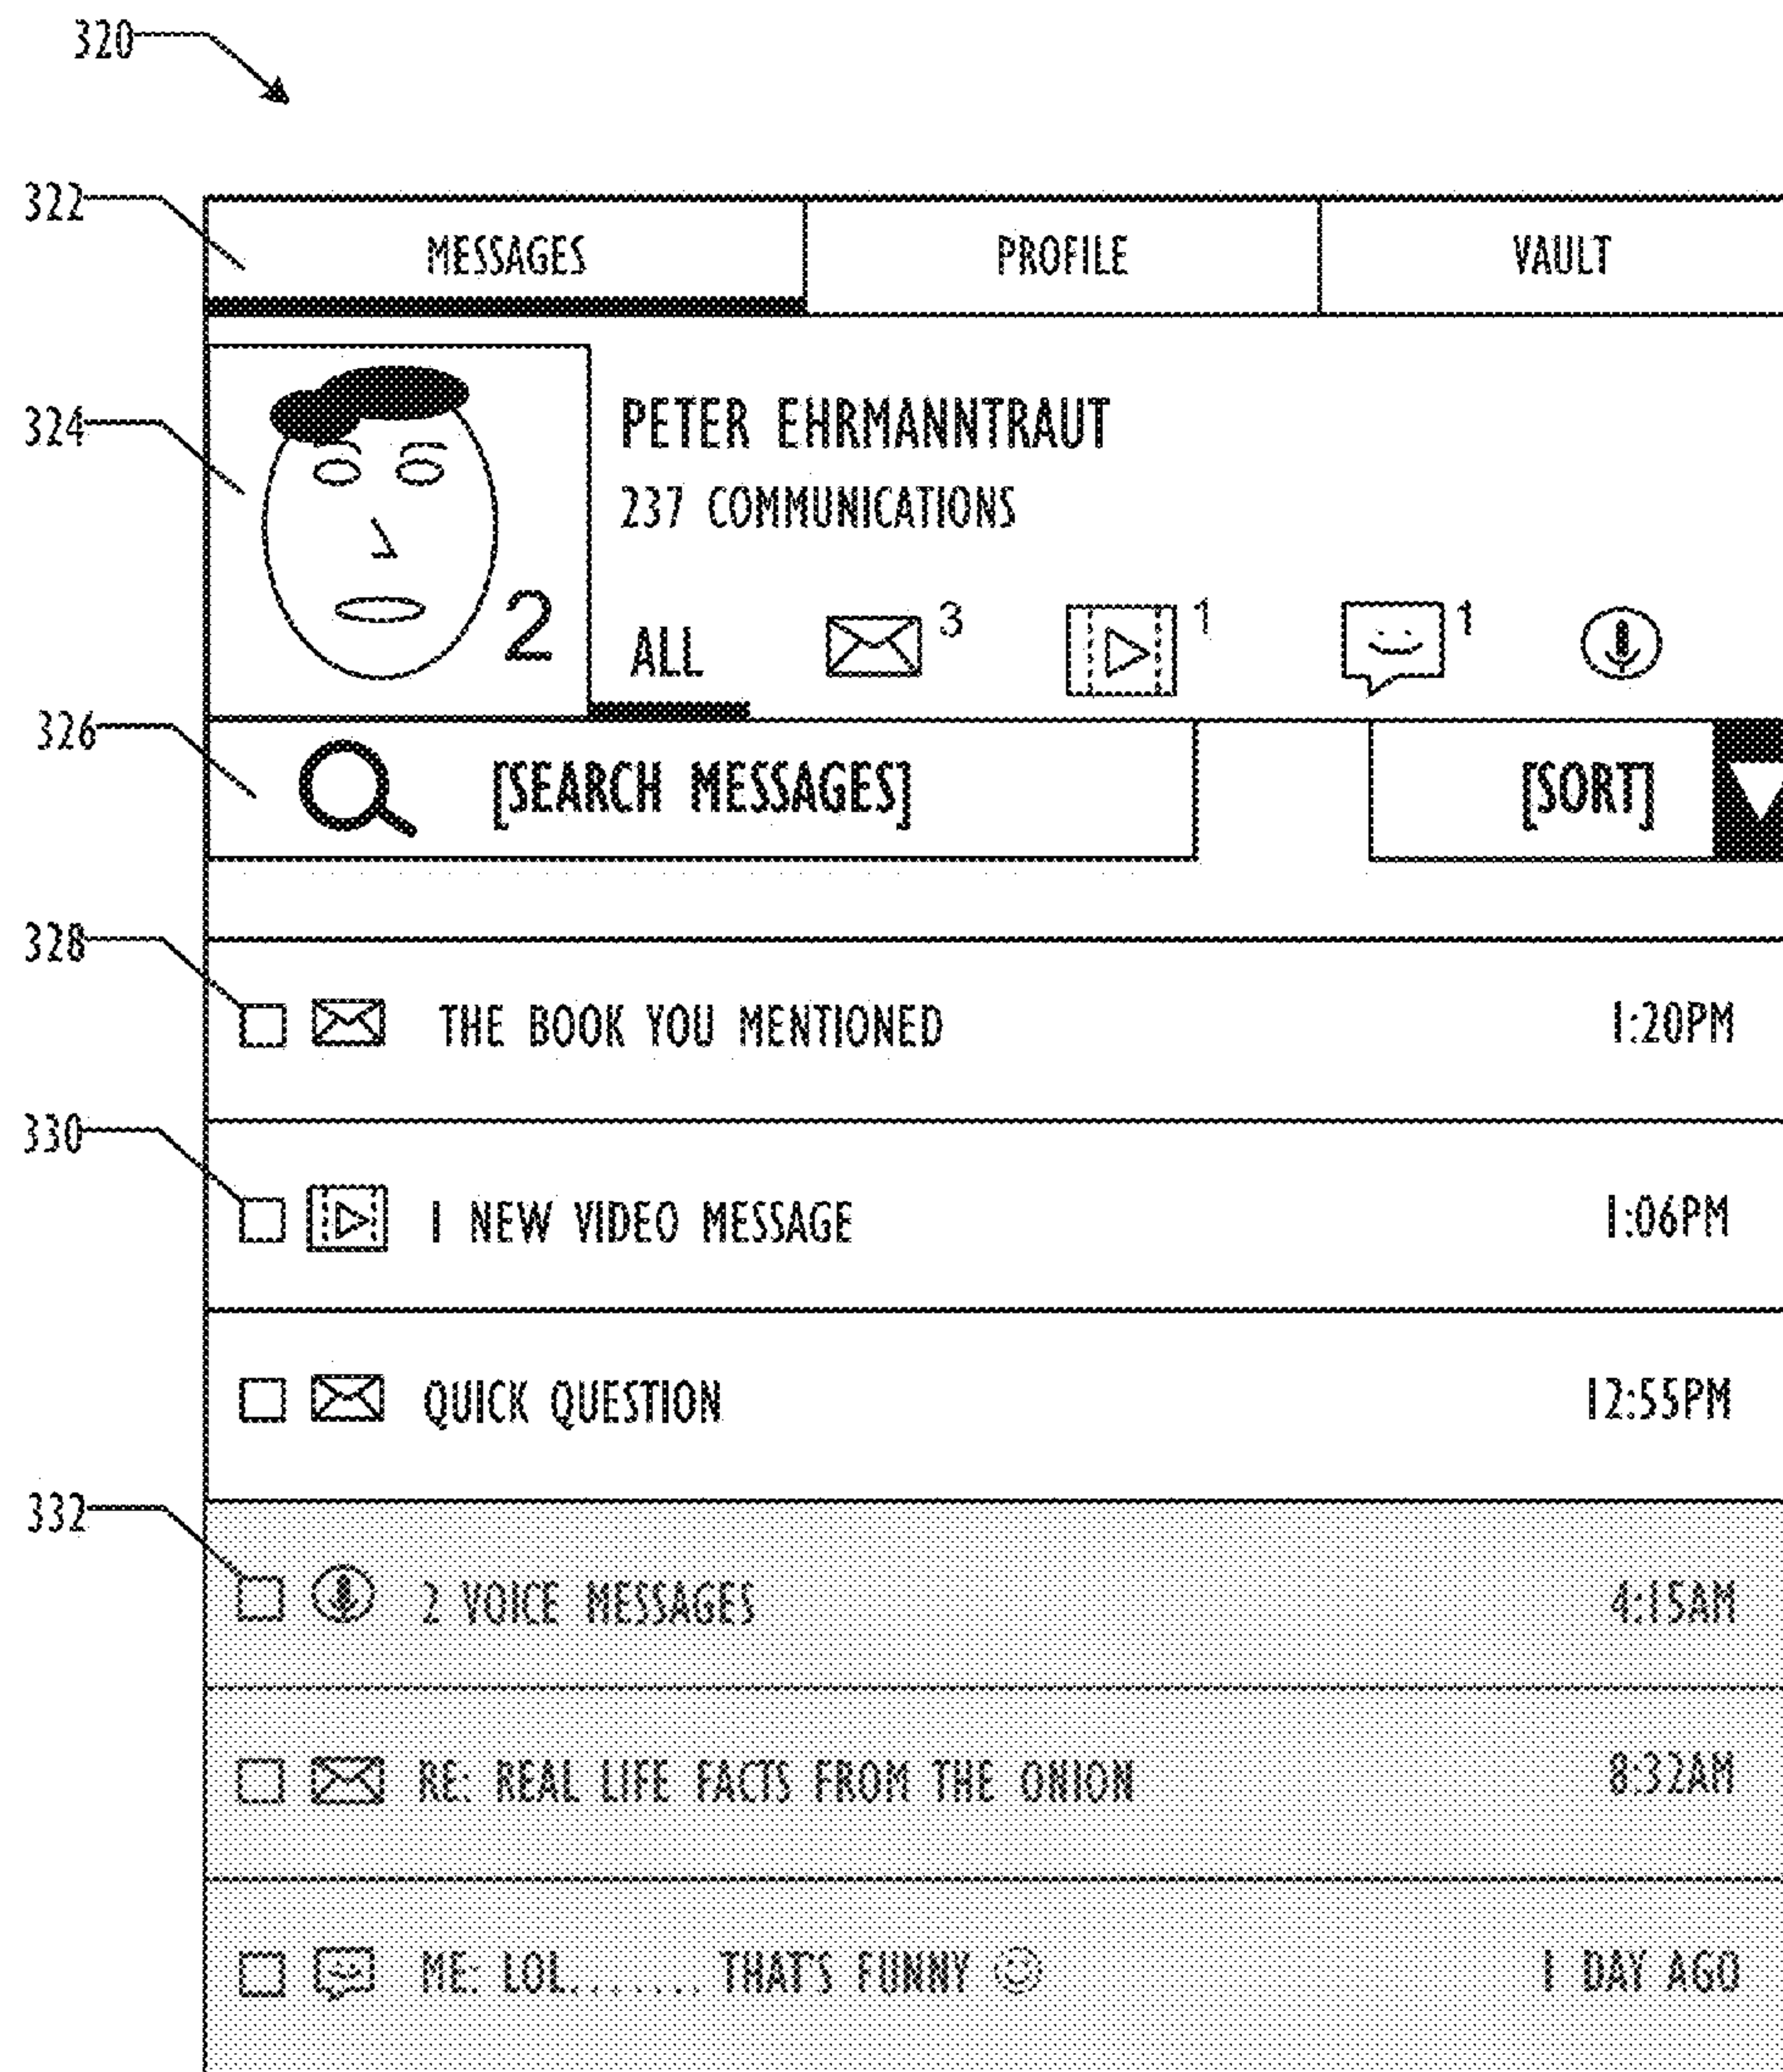 320
322
MESSAGES PROFILE VAULT
324
PETER EHRMANNTRAUT
237 COMMUNICATIONS
2
ALL 3 1 1
326
[SEARCH MESSAGES] [SORT]
328
THE BOOK YOU MENTIONED 1:20PM
330
1 NEW VIDEO MESSAGE 1:06PM
QUICK QUESTION 12:55PM
332
2 VOICE MESSAGES 4:15AM
RE: REAL LIFE FACTS FROM THE ONION 8:32AM
ME: LOL....... THAT'S FUNNY ☺ 1 DAY AGO